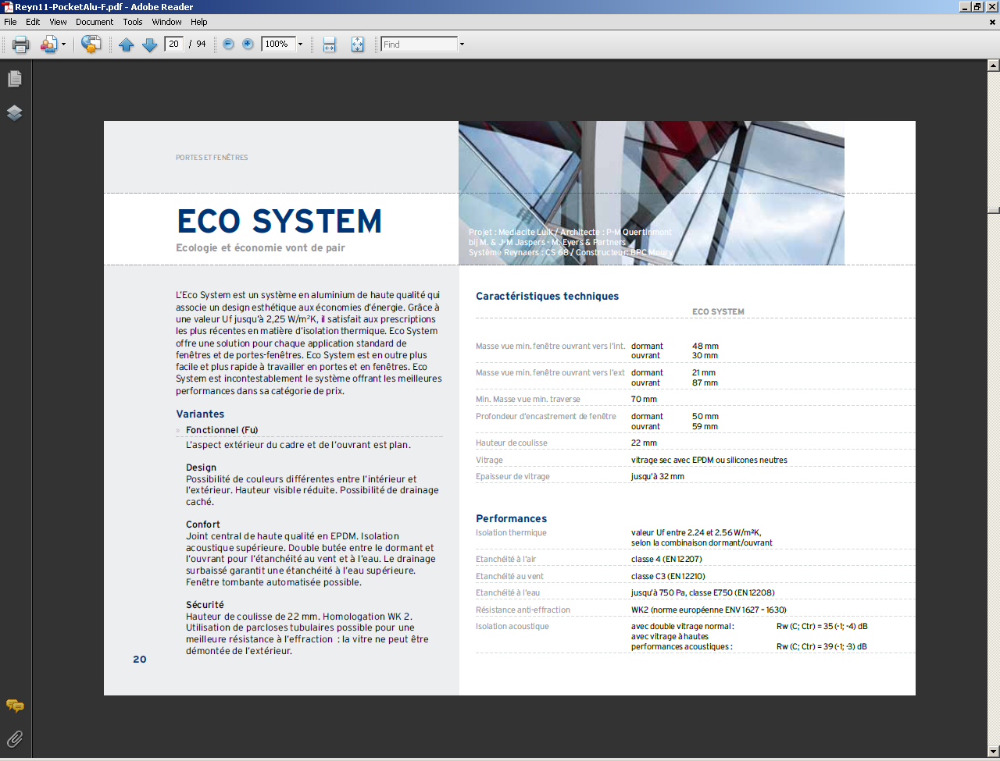 Reyn11-PocketAlu-F.pdf - Adobe Reader
File Edit View Document Tools Window Help
20 / 94 100% Find
PORTES ET FENÊTRES
ECO SYSTEM
Ecologie et économie vont de pair
Projet : Mediacite Luik / Architecte : P-M Quertinmont
bij M. & J-M Jaspers - M. Eyers & Partners
Système Reynaers : CS 68 / Constructeur: BPC Moury
L'Eco System est un système en aluminium de haute qualité qui
associe un design esthétique aux économies d'énergie. Grâce à
une valeur Uf jusqu'à 2,25 W/m²K, il satisfait aux prescriptions
les plus récentes en matière d'isolation thermique. Eco System
offre une solution pour chaque application standard de
fenêtres et de portes-fenêtres. Eco System est en outre plus
facile et plus rapide à travailler en portes et en fenêtres. Eco
System est incontestablement le système offrant les meilleures
performances dans sa catégorie de prix.
Variantes
» Fonctionnel (Fu)
L'aspect extérieur du cadre et de l'ouvrant est plan.
Design
Possibilité de couleurs différentes entre l'intérieur et
l'extérieur. Hauteur visible réduite. Possibilité de drainage
caché.
Confort
Joint central de haute qualité en EPDM. Isolation
acoustique supérieure. Double butée entre le dormant et
l'ouvrant pour l'étanchéité au vent et à l'eau. Le drainage
surbaissé garantit une étanchéité à l'eau supérieure.
Fenêtre tombante automatisée possible.
Sécurité
Hauteur de coulisse de 22 mm. Homologation WK 2.
Utilisation de parcloses tubulaires possible pour une
meilleure résistance à l'effraction : la vitre ne peut être
démontée de l'extérieur.
20
Caractéristiques techniques
ECO SYSTEM
Masse vue min. fenêtre ouvrant vers l'int. dormant 48 mm
ouvrant 30 mm
Masse vue min. fenêtre ouvrant vers l'ext dormant 21 mm
ouvrant 87 mm
Min. Masse vue min. traverse 70 mm
Profondeur d'encastrement de fenêtre dormant 50 mm
ouvrant 59 mm
Hauteur de coulisse 22 mm
Vitrage vitrage sec avec EPDM ou silicones neutres
Epaisseur de vitrage jusqu'à 32 mm
Performances
Isolation thermique valeur Uf entre 2.24 et 2.56 W/m²K,
selon la combinaison dormant/ouvrant
Etanchéité à l'air classe 4 (EN 12207)
Etanchéité au vent classe C3 (EN 12210)
Etanchéité à l'eau jusqu'à 750 Pa, classe E750 (EN 12208)
Résistance anti-effraction WK2 (norme européenne ENV 1627 – 1630)
Isolation acoustique avec double vitrage normal : Rw (C; Ctr) = 35 (-1; -4) dB
avec vitrage à hautes
performances acoustiques : Rw (C; Ctr) = 39 (-1; -3) dB